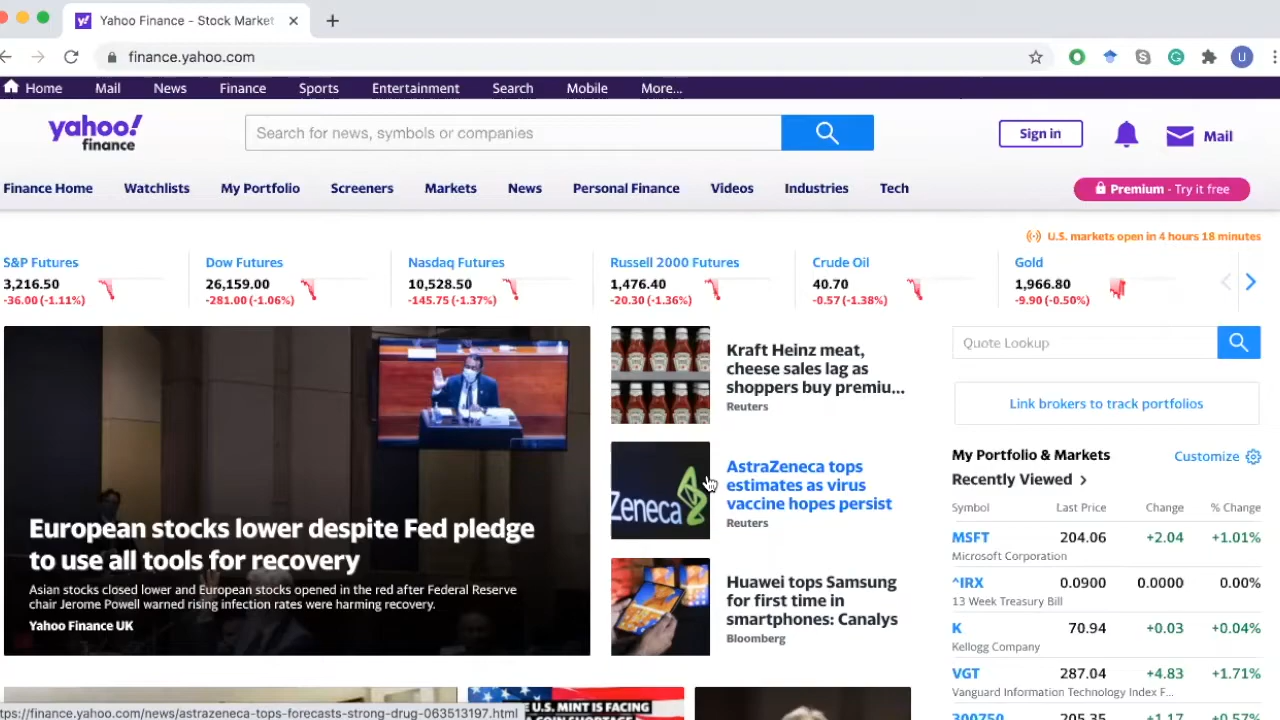 Yahoo Finance - Stock Market
finance.yahoo.com
U
Home Mail News Finance Sports Entertainment Search Mobile More...
yahoo!
finance
Search for news, symbols or companies
Sign in
Mail
Finance Home Watchlists My Portfolio Screeners Markets News Personal Finance Videos Industries Tech
Premium - Try it free
U.S. markets open in 4 hours 18 minutes
S&P Futures
3,216.50
-36.00 (-1.11%)
Dow Futures
26,159.00
-281.00 (-1.06%)
Nasdaq Futures
10,528.50
-145.75 (-1.37%)
Russell 2000 Futures
1,476.40
-20.30 (-1.36%)
Crude Oil
40.70
-0.57 (-1.38%)
Gold
1,966.80
-9.90 (-0.50%)
European stocks lower despite Fed pledge
to use all tools for recovery
Asian stocks closed lower and European stocks opened in the red after Federal Reserve
chair Jerome Powell warned rising infection rates were harming recovery.
Yahoo Finance UK
Kraft Heinz meat,
cheese sales lag as
shoppers buy premiu...
Reuters
Zeneca
AstraZeneca tops
estimates as virus
vaccine hopes persist
Reuters
Huawei tops Samsung
for first time in
smartphones: Canalys
Bloomberg
Quote Lookup
Link brokers to track portfolios
My Portfolio & Markets Customize
Recently Viewed >
Symbol Last Price Change % Change
MSFT 204.06 +2.04 +1.01%
Microsoft Corporation
^IRX 0.0900 0.0000 0.00%
13 Week Treasury Bill
K 70.94 +0.03 +0.04%
Kellogg Company
VGT 287.04 +4.83 +1.71%
Vanguard Information Technology Index F...
300750 205.35 +1.17 +0.57%
U.S. MINT IS FACING
A COIN SHORTAGE
tps://finance.yahoo.com/news/astrazeneca-tops-forecasts-strong-drug-063513197.html